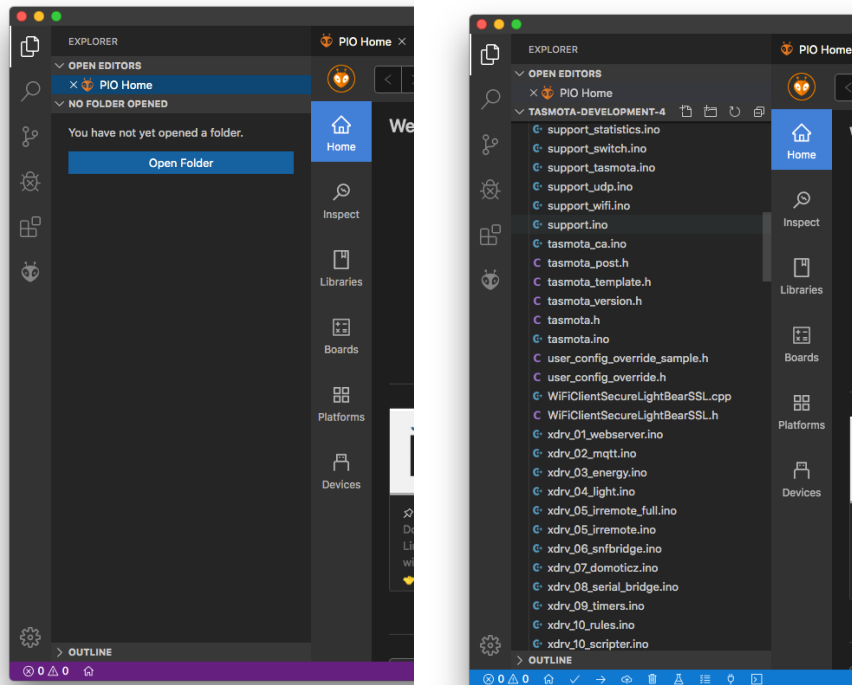 EXPLORER
OPEN EDITORS
PIO Home
NO FOLDER OPENED
You have not yet opened a folder.
Open Folder
OUTLINE
0 0
PIO Home
We
Home
Inspect
Libraries
Boards
Platforms
Devices
Do
Li
wi
EXPLORER
OPEN EDITORS
PIO Home
TASMOTA-DEVELOPMENT-4
support_statistics.ino
support_switch.ino
support_tasmota.ino
support_udp.ino
support_wifi.ino
support.ino
tasmota_ca.ino
C tasmota_post.h
C tasmota_template.h
C tasmota_version.h
C tasmota.h
tasmota.ino
C user_config_override_sample.h
C user_config_override.h
WiFiClientSecureLightBearSSL.cpp
C WiFiClientSecureLightBearSSL.h
xdrv_01_webserver.ino
xdrv_02_mqtt.ino
xdrv_03_energy.ino
xdrv_04_light.ino
xdrv_05_irremote_full.ino
xdrv_05_irremote.ino
xdrv_06_snfbridge.ino
xdrv_07_domoticz.ino
xdrv_08_serial_bridge.ino
xdrv_09_timers.ino
xdrv_10_rules.ino
xdrv_10_scripter.ino
OUTLINE
0 0
PIO Home
Home
Inspect
Libraries
Boards
Platforms
Devices